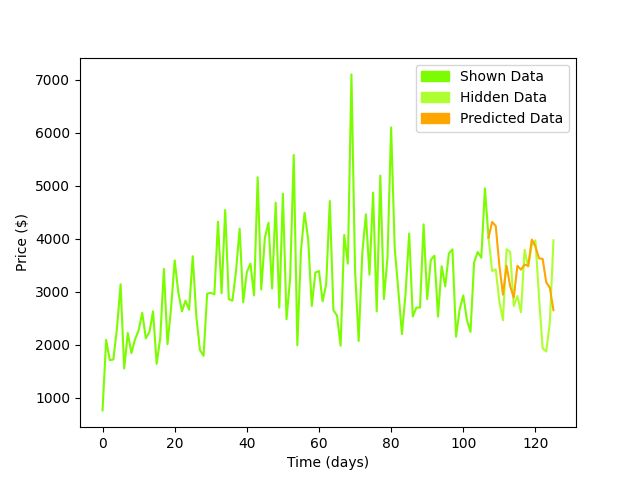 Shown Data
Hidden Data
Predicted Data
7000
6000
5000
4000
3000
2000
1000
Price ($)
0 20 40 60 80 100 120
Time (days)